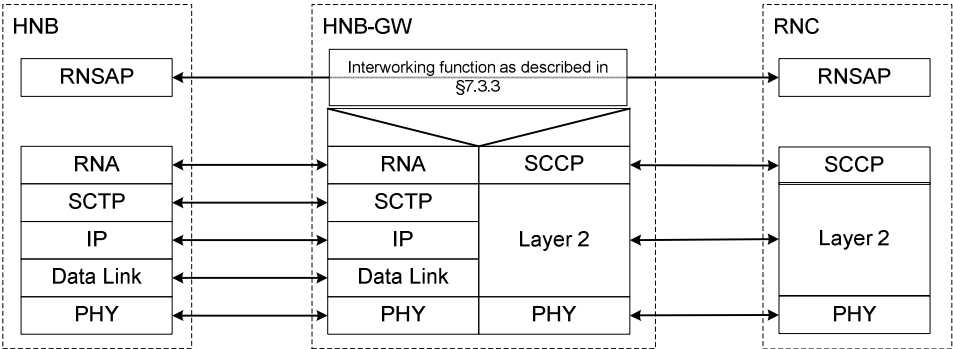 HNB
HNB-GW
RNC
RNSAP
Interworking function as described in
§7.3.3
RNSAP
RNA
RNA
SCCP
SCCP
SCTP
SCTP
IP
IP
Layer 2
Layer 2
Data Link
Data Link
PHY
PHY
PHY
PHY